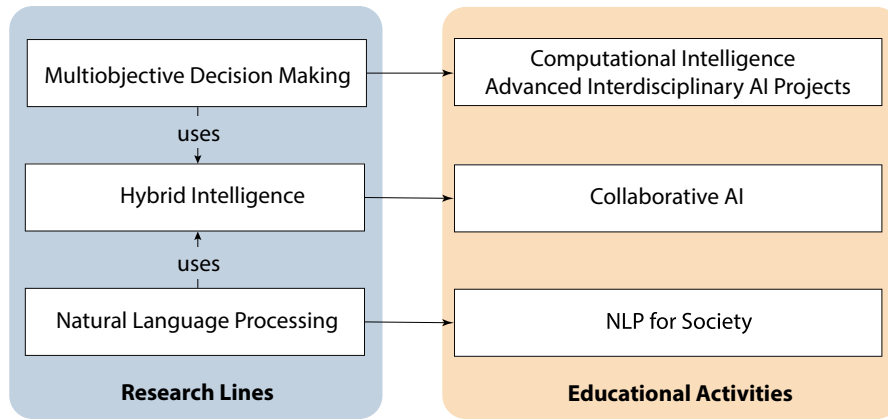 Multiobjective Decision Making
Computational Intelligence
Advanced Interdisciplinary AI Projects
uses
Hybrid Intelligence
Collaborative AI
uses
Natural Language Processing
NLP for Society
Research Lines
Educational Activities